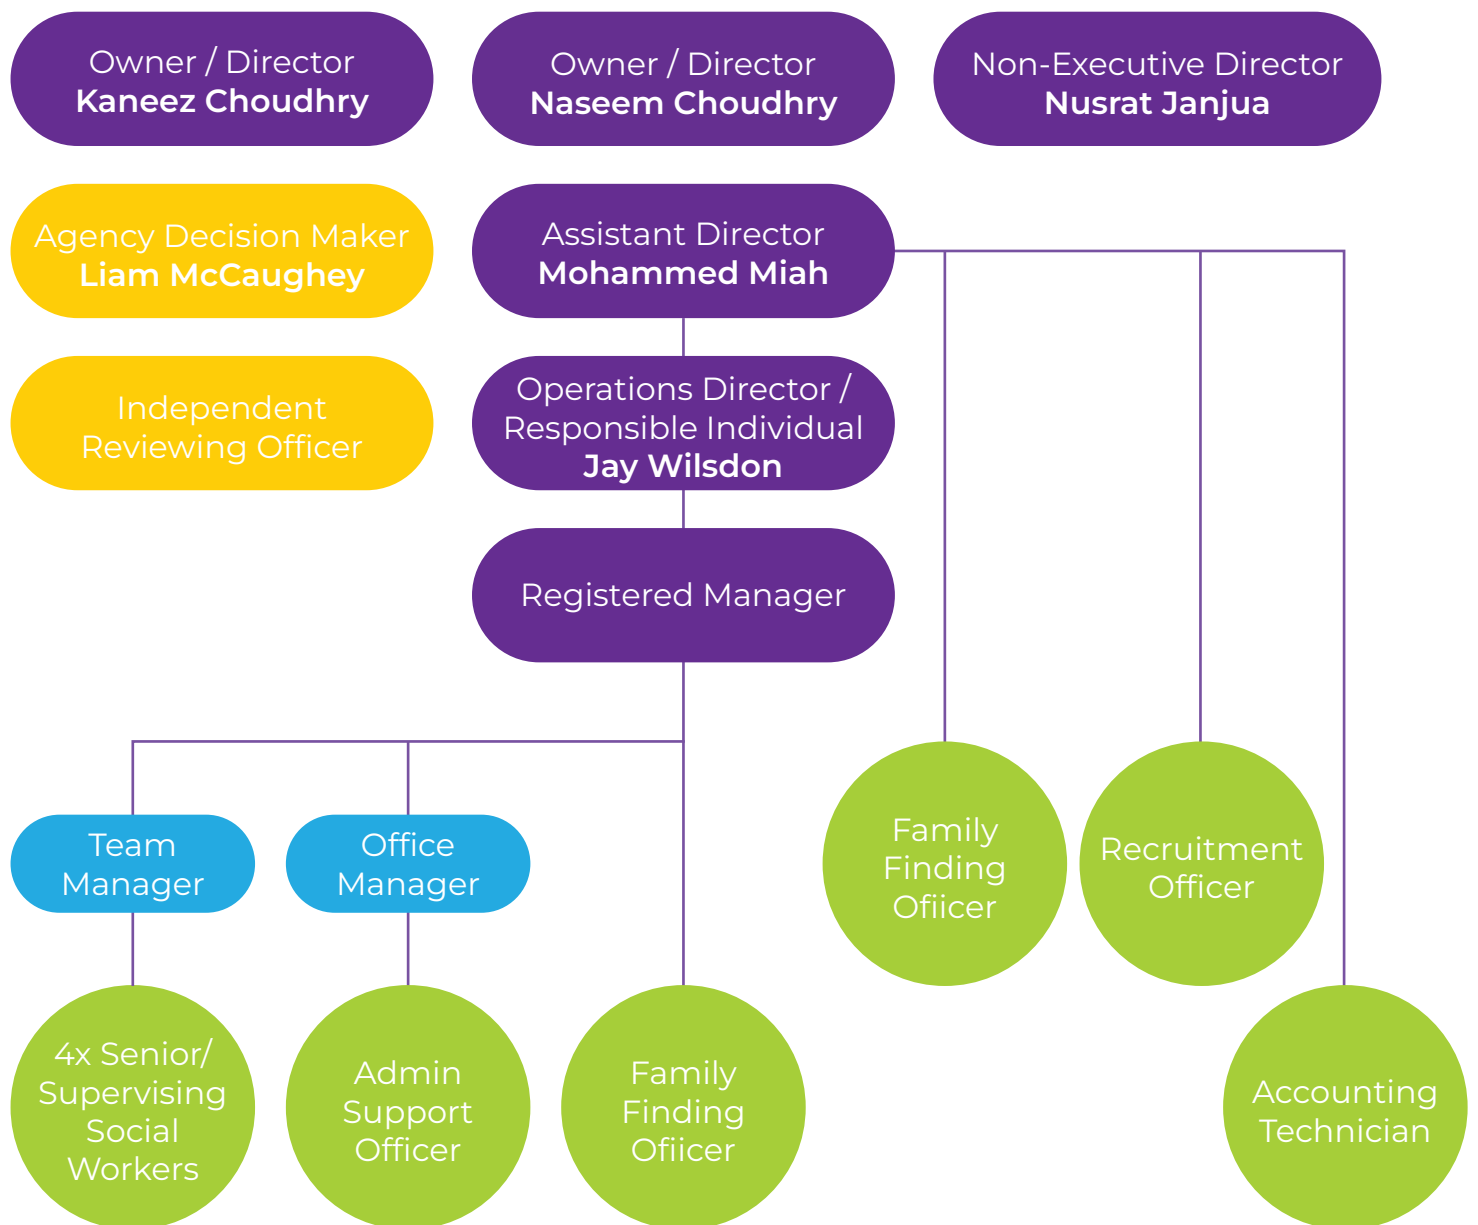 Owner / Director
Kaneez Choudhry
Owner / Director
Naseem Choudhry
Non-Executive Director
Nusrat Janjua
Agency Decision Maker
Liam McCaughey
Assistant Director
Mohammed Miah
Independent
Reviewing Officer
Operations Director /
Responsible Individual
Jay Wilsdon
Registered Manager
Team
Manager
Office
Manager
Family
Finding
Ofiicer
Recruitment
Officer
4x Senior/
Supervising
Social
Workers
Admin
Support
Officer
Family
Finding
Ofiicer
Accounting
Technician